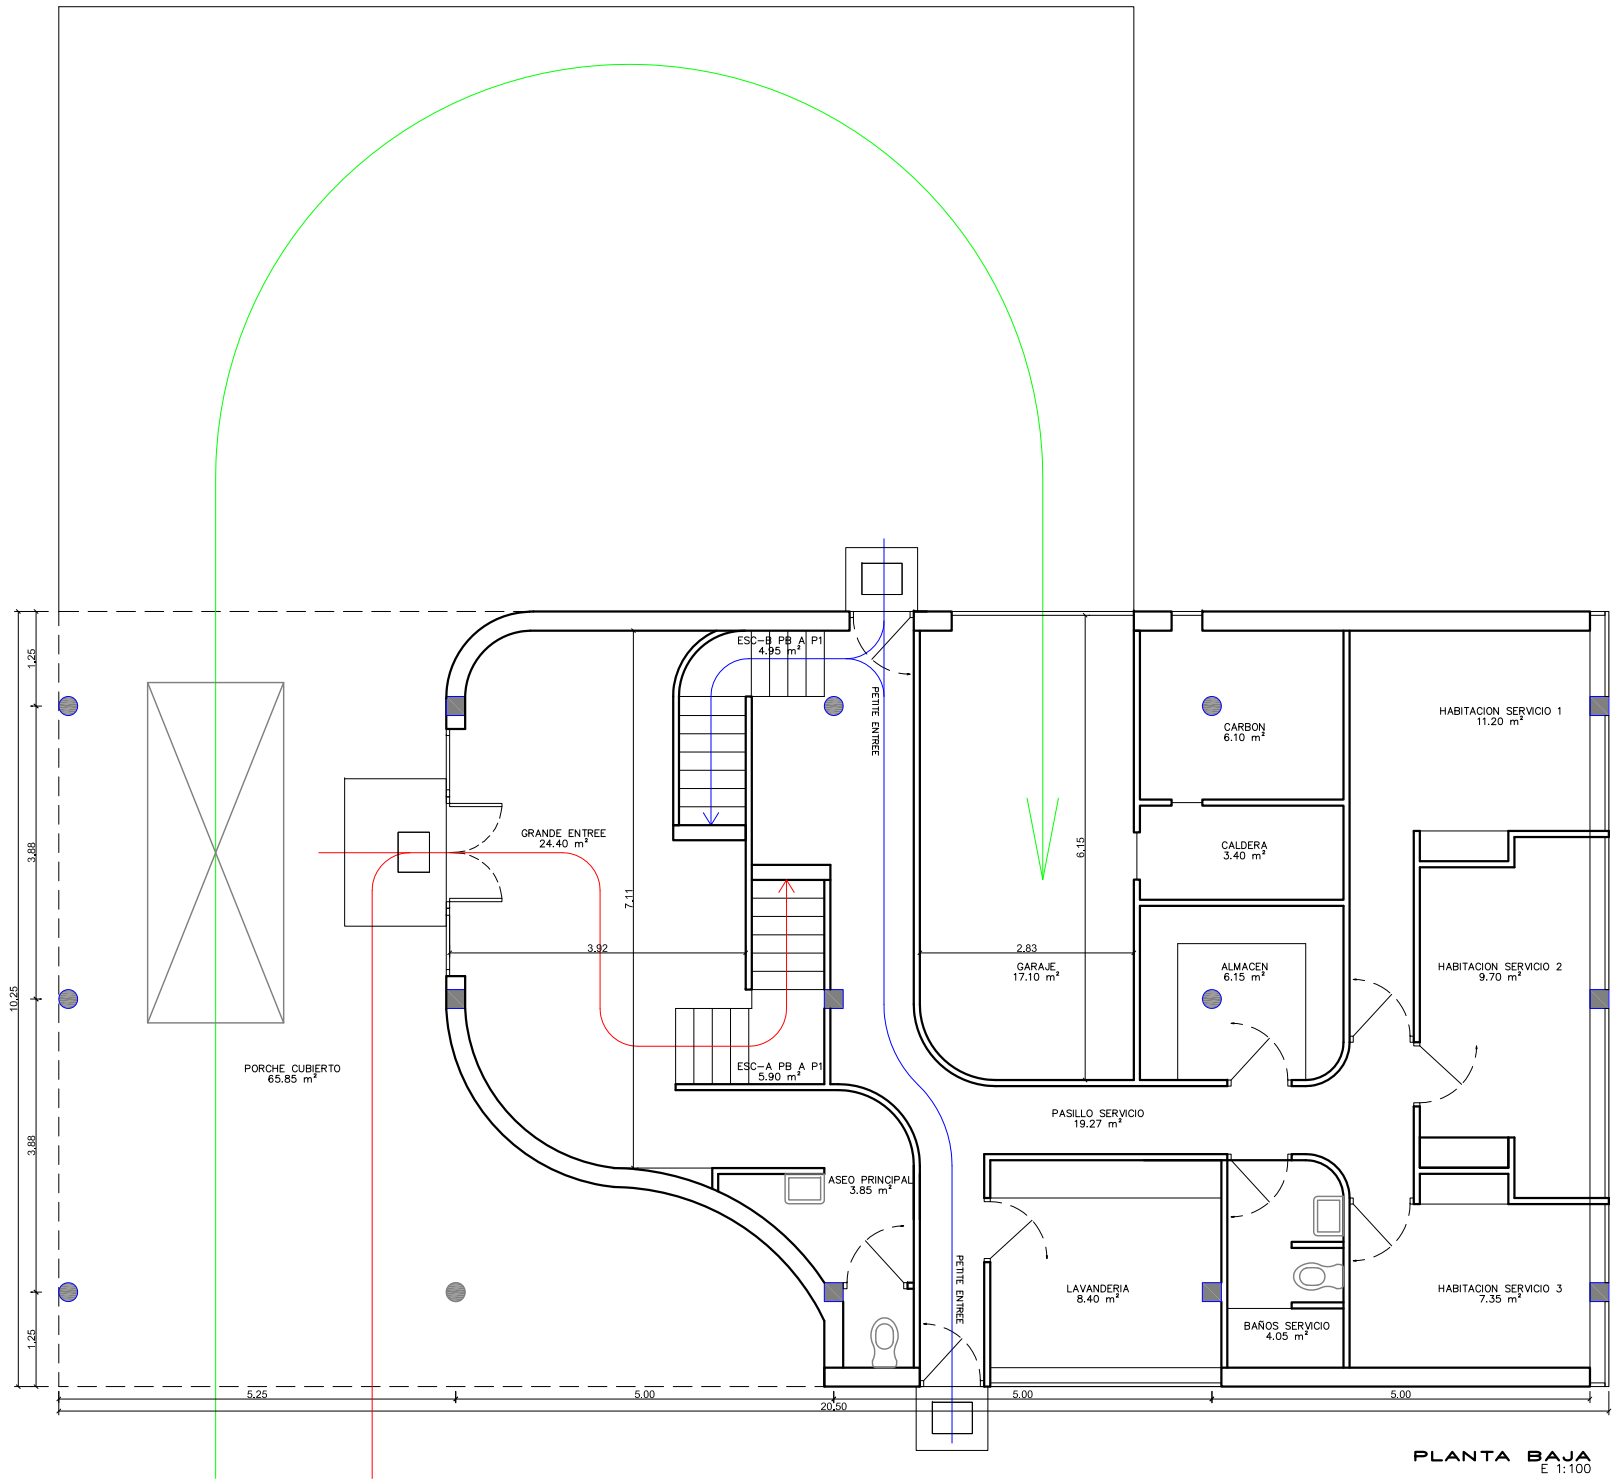 ESC-B PB A P1
4.95 m²
1.25
PETITE ENTREE
CARBON
6.10 m²
HABITACION SERVICIO 1
11.20 m²
GRANDE ENTREE
24.40 m²
3.88
6.15
CALDERA
3.40 m²
7.11
3.92
2.83
GARAJE
17.10 m²
ALMACEN
6.15 m²
HABITACION SERVICIO 2
9.70 m²
10.25
PORCHE CUBIERTO
65.85 m²
ESC-A PB A P1
5.90 m²
PASILLO SERVICIO
19.27 m²
3.88
ASEO PRINCIPAL
3.85 m²
PETITE ENTREE
LAVANDERIA
8.40 m²
HABITACION SERVICIO 3
7.35 m²
BAÑOS SERVICIO
4.05 m²
1.25
5.25
5.00
5.00
5.00
20.50
PLANTA BAJA
E 1:100